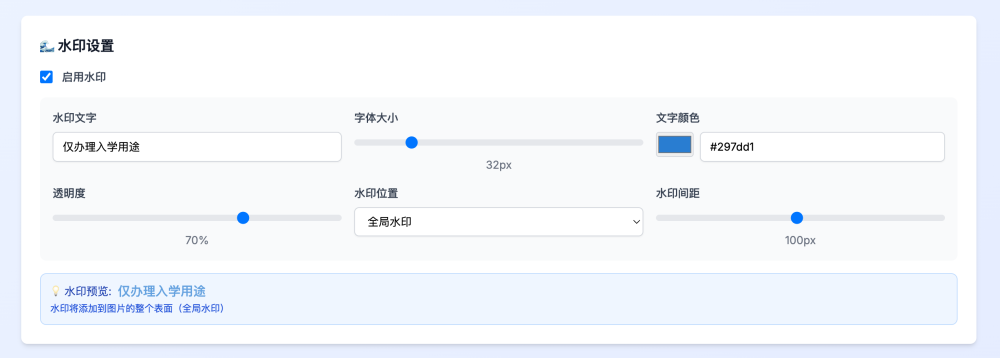 🌊 水印设置
启用水印
水印文字
字体大小
文字颜色
仅办理入学用途
32px
#297dd1
透明度
水印位置
水印间距
70%
全局水印
100px
💡 水印预览: 仅办理入学用途
水印将添加到图片的整个表面（全局水印）